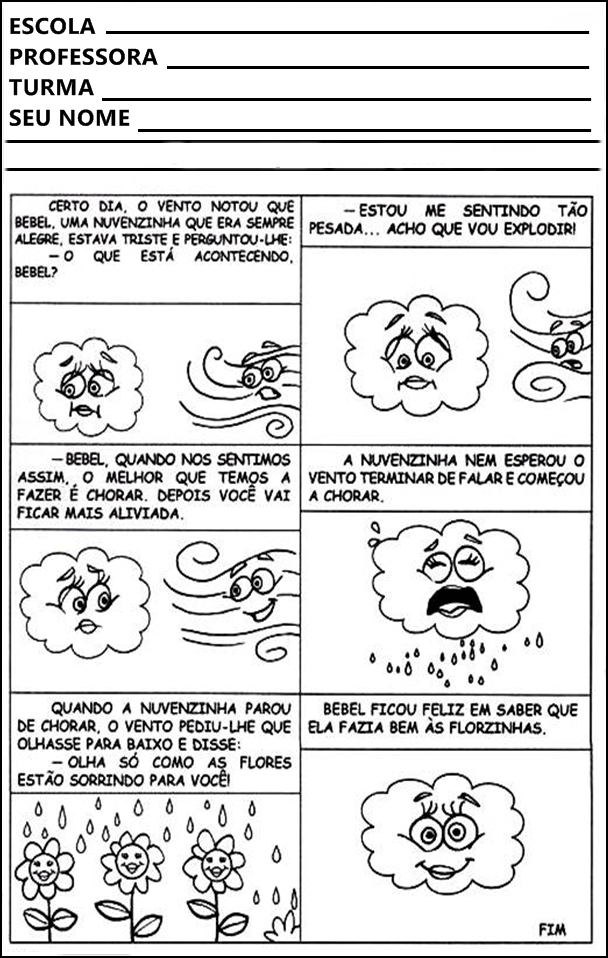 ESCOLA
PROFESSORA
TURMA
SEU NOME
CERTO DIA, O VENTO NOTOU QUE
BEBEL, UMA NUVENZINHA QUE ERA SEMPRE
ALEGRE, ESTAVA TRISTE E PERGUNTOU-LHE:
– O QUE ESTÁ ACONTECENDO,
BEBEL?
– ESTOU ME SENTINDO TÃO
PESADA... ACHO QUE VOU EXPLODIR!
– BEBEL, QUANDO NOS SENTIMOS
ASSIM, O MELHOR QUE TEMOS A
FAZER É CHORAR. DEPOIS VOCÊ VAI
FICAR MAIS ALIVIADA.
A NUVENZINHA NEM ESPEROU O
VENTO TERMINAR DE FALAR E COMEÇOU
A CHORAR.
QUANDO A NUVENZINHA PAROU
DE CHORAR, O VENTO PEDIU-LHE QUE
OLHASSE PARA BAIXO E DISSE:
– OLHA SÓ COMO AS FLORES
ESTÃO SORRINDO PARA VOCÊ!
BEBEL FICOU FELIZ EM SABER QUE
ELA FAZIA BEM ÀS FLORZINHAS.
FIM